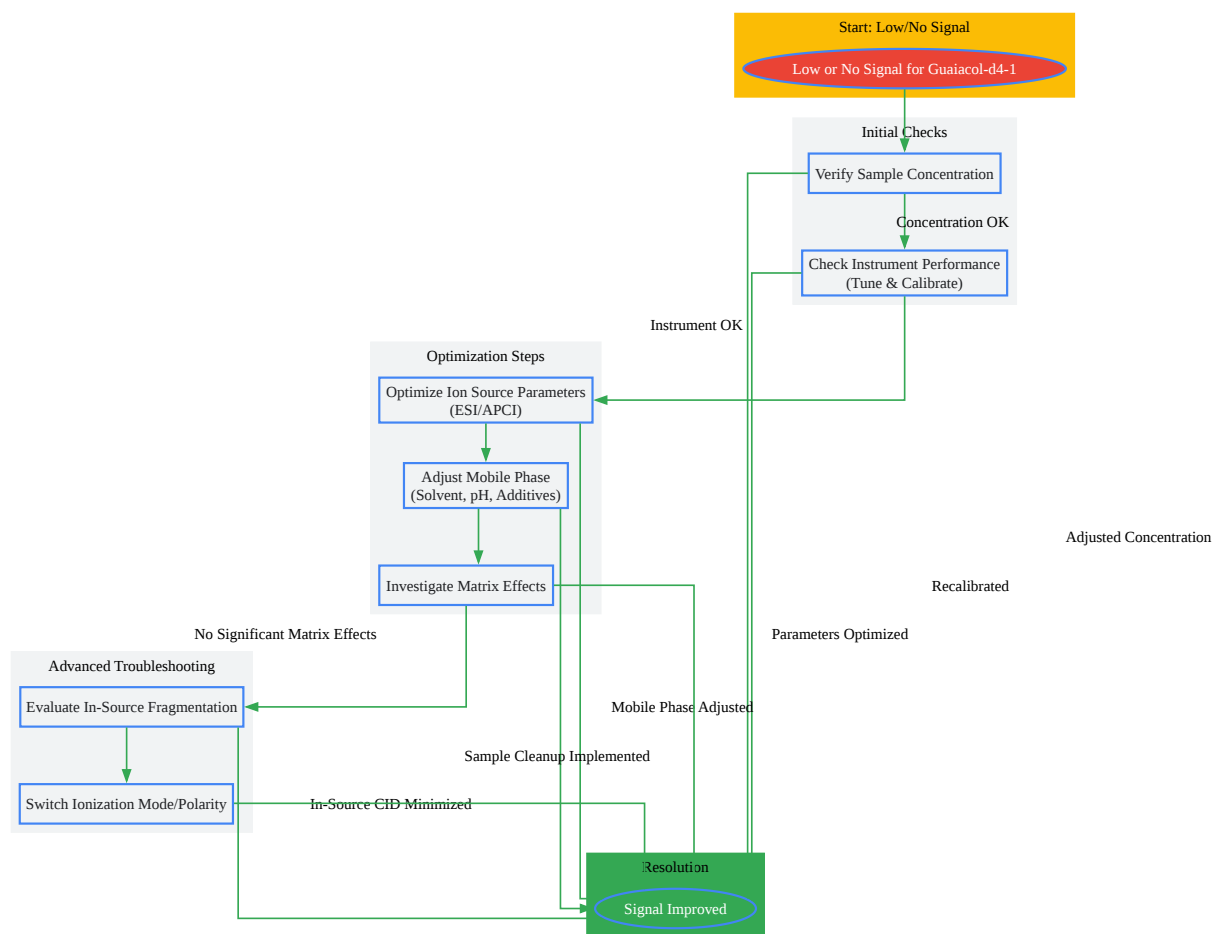 Start: Low/No Signal
Low or No Signal for Guaiacol-d4-1
Initial Checks
Verify Sample Concentration
Concentration OK
Check Instrument Performance
(Tune & Calibrate)
Instrument OK
Optimization Steps
Optimize Ion Source Parameters
(ESI/APCI)
Adjust Mobile Phase
(Solvent, pH, Additives)
Adjusted Concentration
Investigate Matrix Effects
Recalibrated
No Significant Matrix Effects
Parameters Optimized
Advanced Troubleshooting
Evaluate In-Source Fragmentation
Mobile Phase Adjusted
Sample Cleanup Implemented
Switch Ionization Mode/Polarity
In-Source CID Minimized
Resolution
Signal Improved